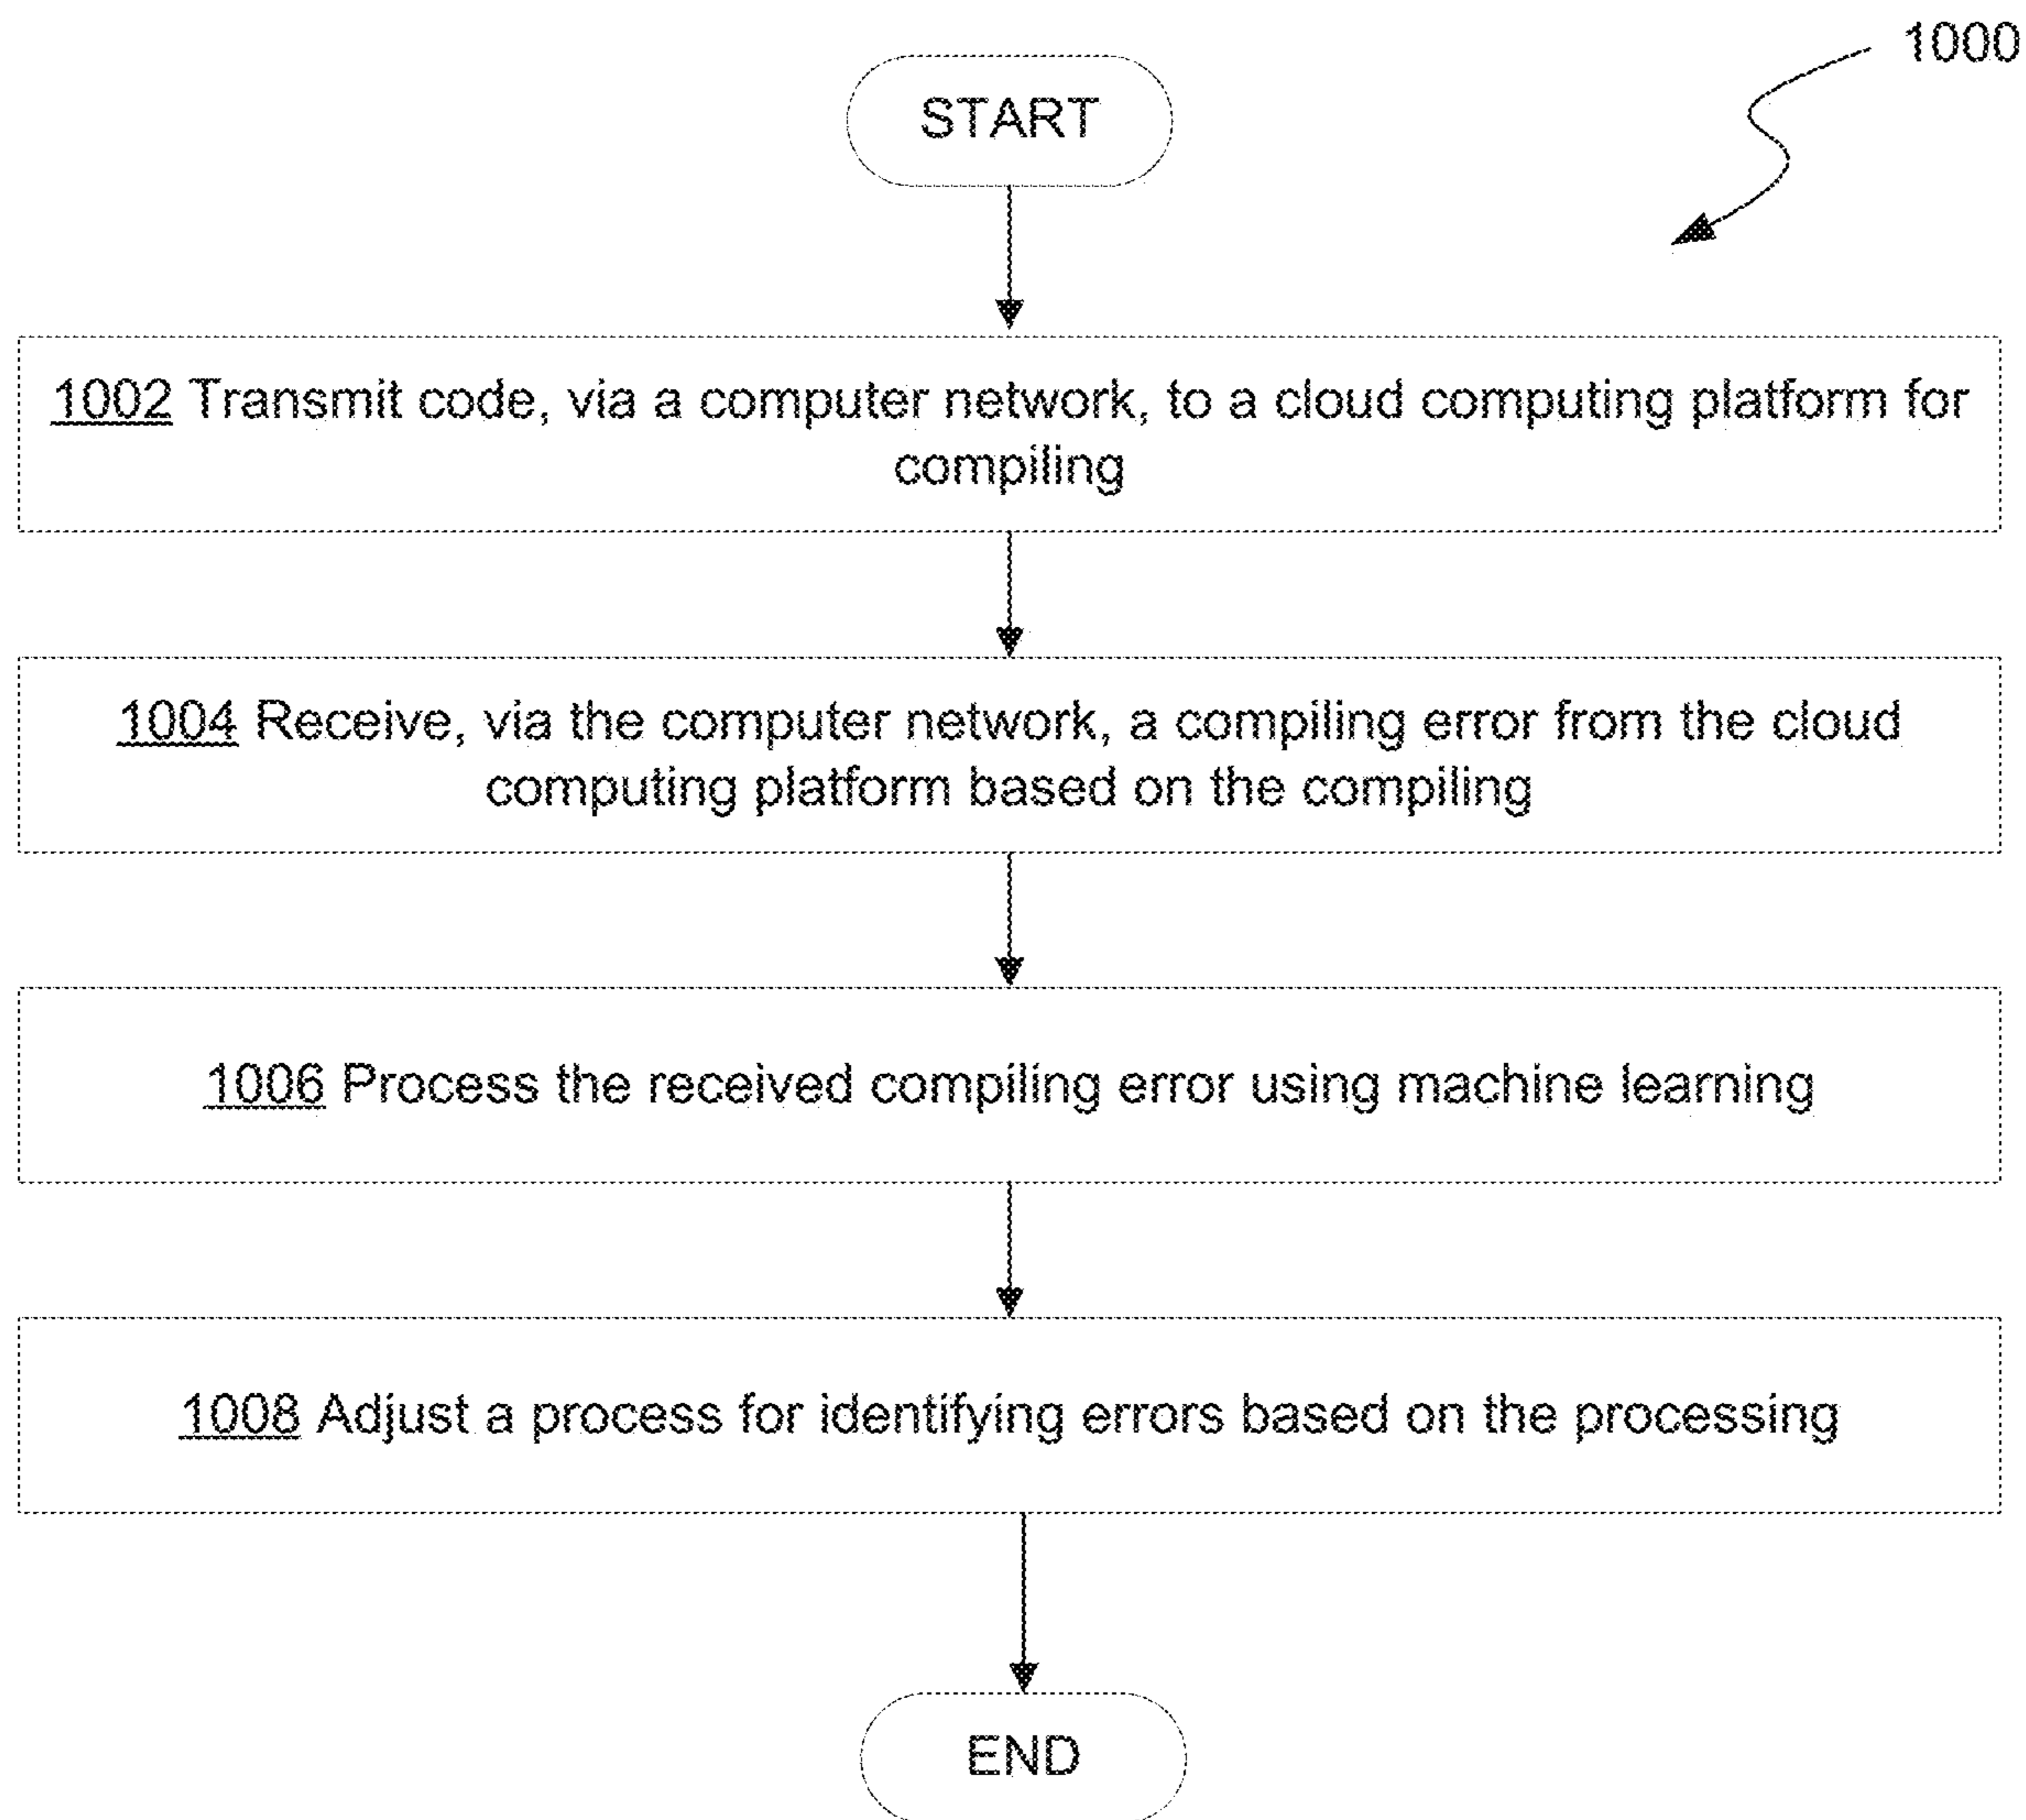 1000
START
1002 Transmit code, via a computer network, to a cloud computing platform for
compiling
1004 Receive, via the computer network, a compiling error from the cloud
computing platform based on the compiling
1006 Process the received compiling error using machine learning
1008 Adjust a process for identifying errors based on the processing
END